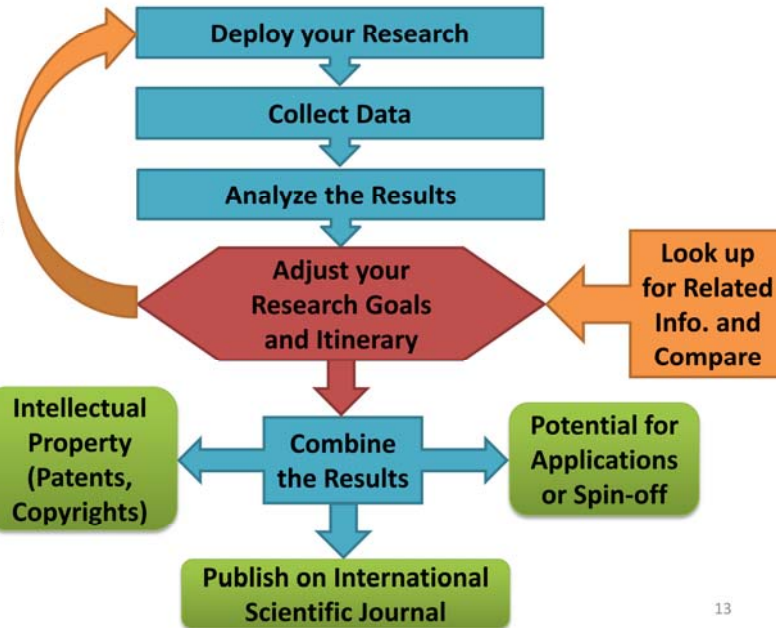 Deploy your Research
Collect Data
Analyze the Results
Adjust your
Research Goals
and Itinerary
Look up
for Related
Info. and
Compare
Intellectual
Property
(Patents,
Copyrights)
Combine
the Results
Potential for
Applications
or Spin-off
Publish on International
Scientific Journal
13